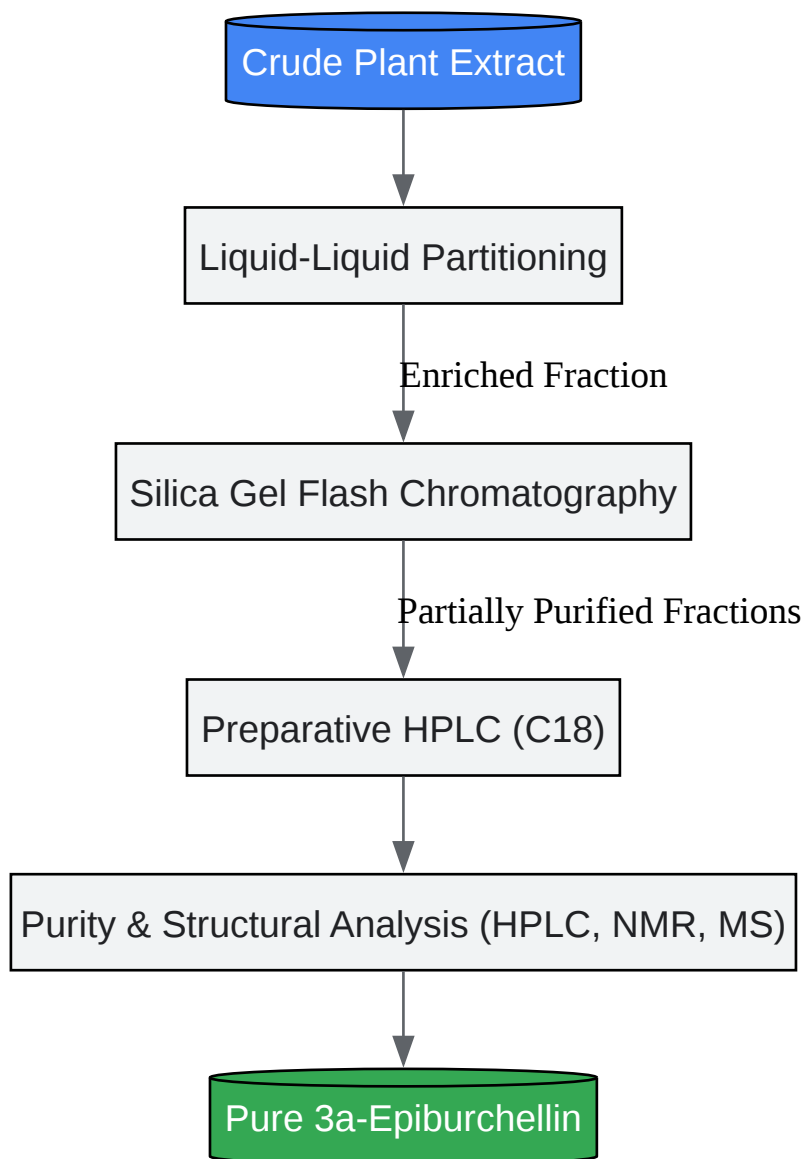 Crude Plant Extract
Liquid-Liquid Partitioning
Enriched Fraction
Silica Gel Flash Chromatography
Partially Purified Fractions
Preparative HPLC (C18)
Purity & Structural Analysis (HPLC, NMR, MS)
Pure 3a-Epiburchellin